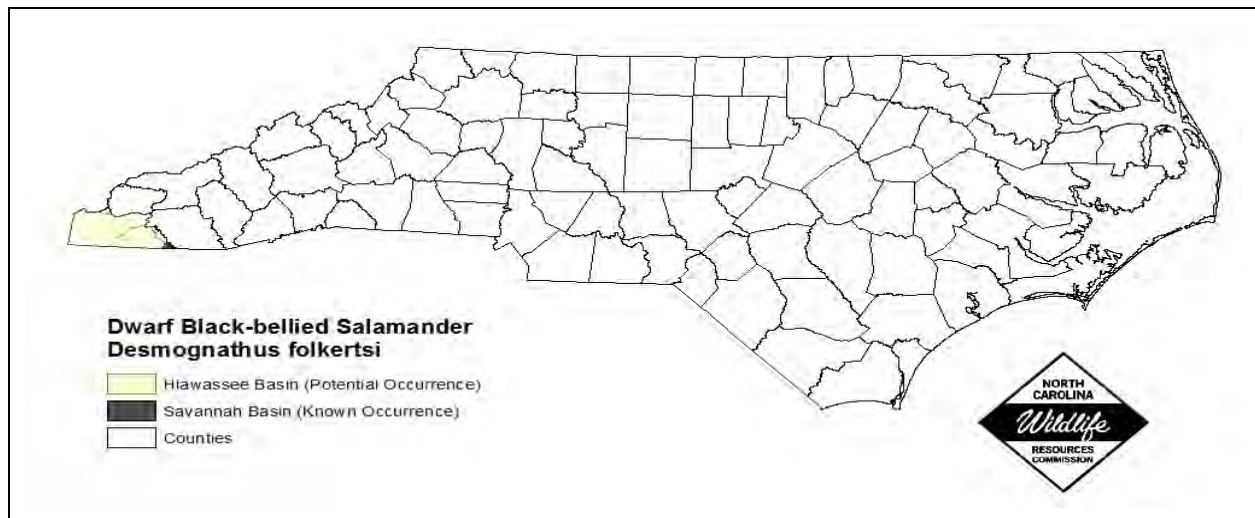 Dwarf Black-bellied Salamander
Desmognathus folkertsi
Hiawassee Basin (Potential Occurrence)
Savannah Basin (Known Occurrence)
Counties
NORTH
CAROLINA
Wildlife
RESOURCES
COMMISSION